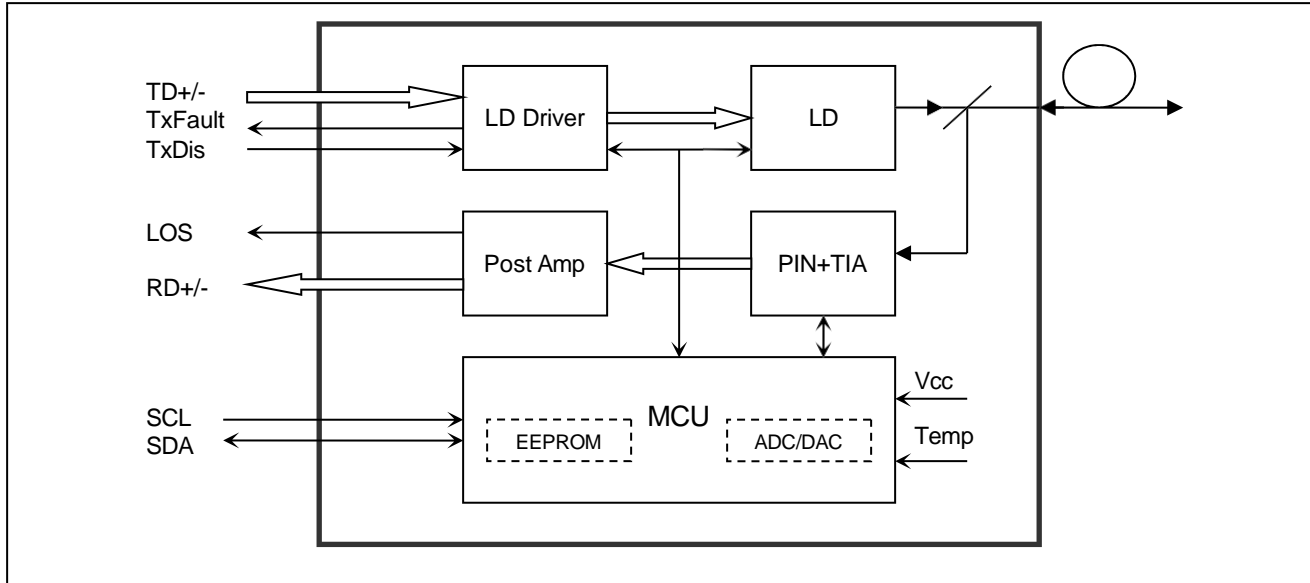 TD+/-
TxFault
TxDis
LD Driver
LD
LOS
RD+/-
Post Amp
PIN+TIA
SCL
SDA
MCU
EEPROM
ADC/DAC
Vcc
Temp